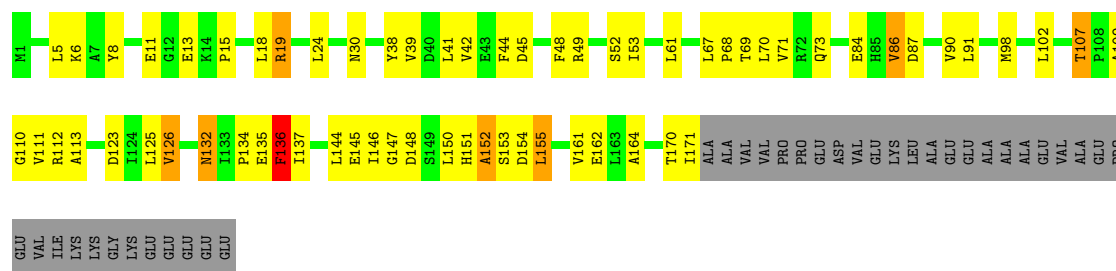 M1 L5 K6 A7 Y8 E11 G12 E13 K14 P15 L18 R19 L24 N30 Y38 V39 D40 L41 V42 E43 F44 D45 F48 R49 S52 I53 L61 L67 P68 T69 L70 V71 R72 Q73 E84 H85 V86 D87 V90 L91 M98 L102 T107 P108
G110 V111 R112 A113 D123 I124 L125 V126 N132 I133 P134 E135 F136 I137 L144 E145 I146 G147 D148 S149 L150 H151 A152 S153 D154 L155 V161 E162 L163 A164 T170 I171 ALA ALA VAL VAL PRO PRO GLU ASP VAL GLU LYS LEU ALA GLU GLU ALA ALA ALA GLU VAL ALA GLU
GLU VAL ILE LYS LYS GLY LYS GLU GLU GLU GLU GLU